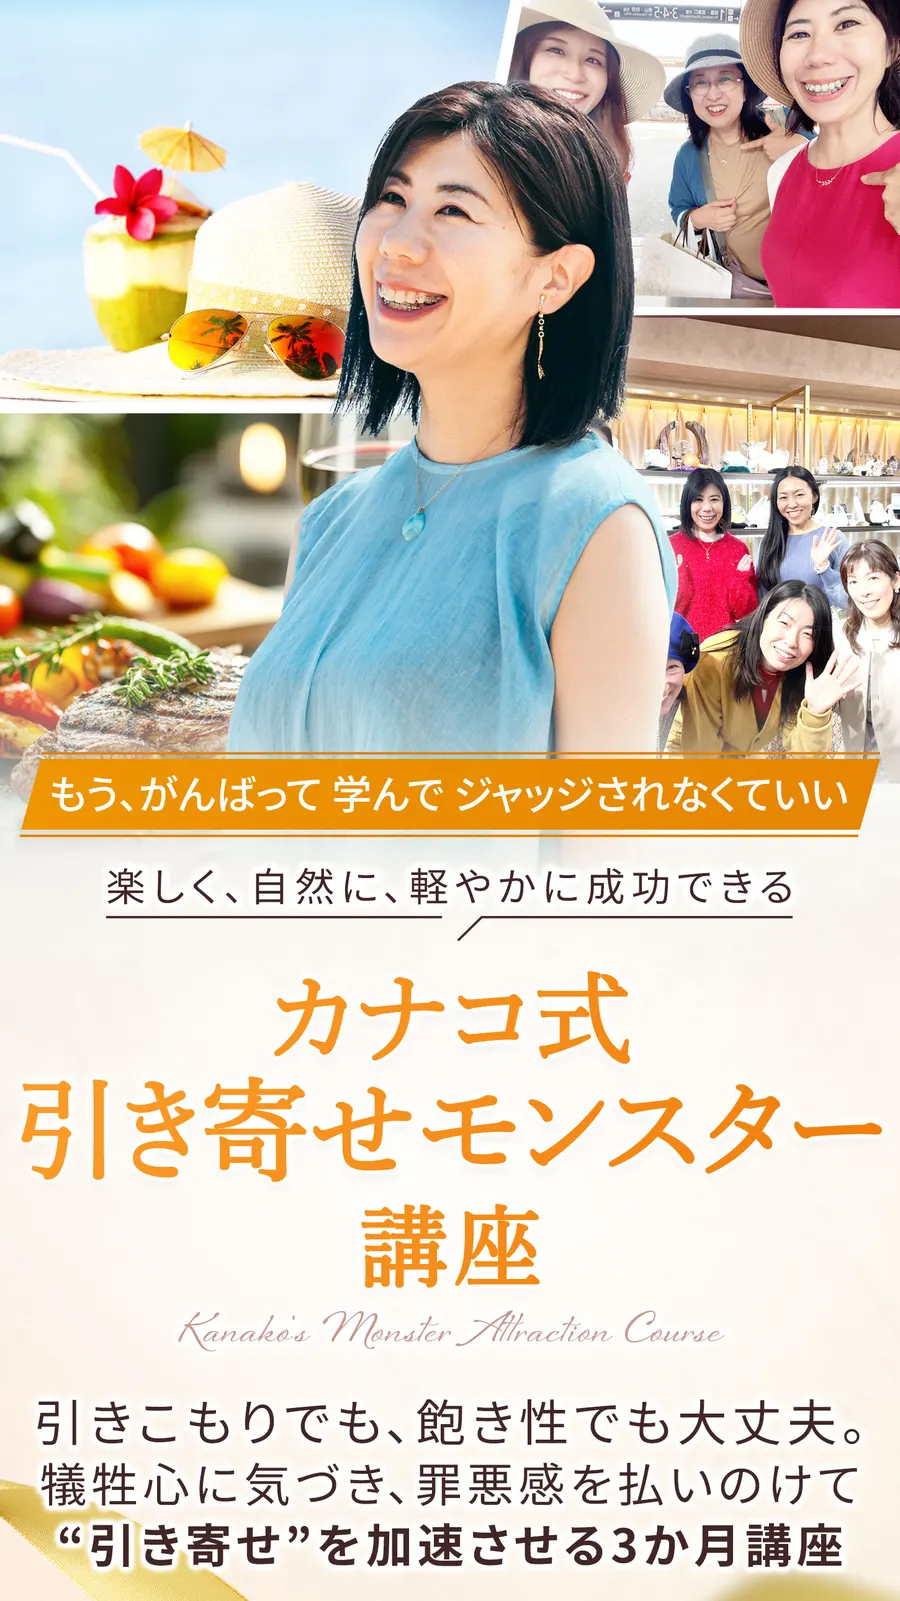 もう、がんばって 学んで ジャッジされなくていい
楽しく、自然に、軽やかに成功できる
カナコ式
引き寄せモンスター
講座
Kanako's Monster Attraction Course
引きこもりでも、飽き性でも大丈夫。
犠牲心に気づき、罪悪感を払いのけて
“引き寄せ”を加速させる3か月講座